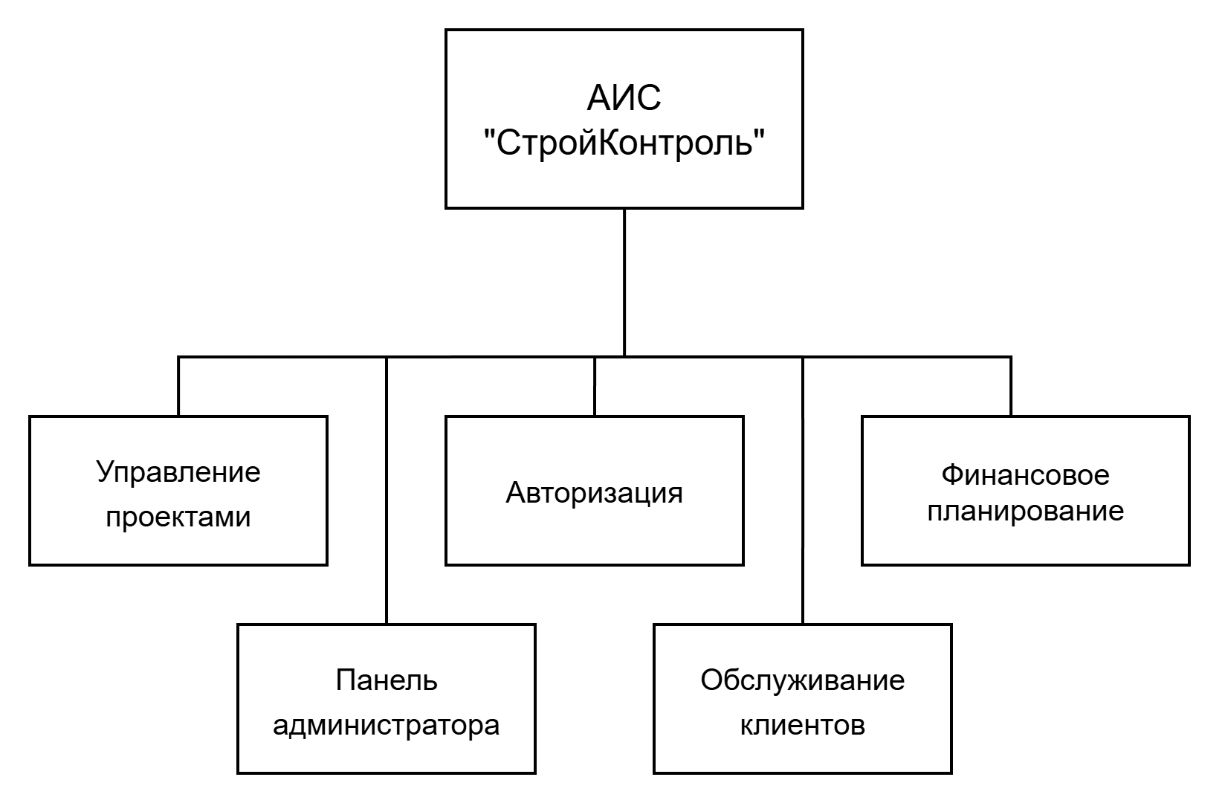 АИС
"СтройКонтроль"
Управление
проектами
Авторизация
Финансовое
планирование
Панель
администратора
Обслуживание
клиентов